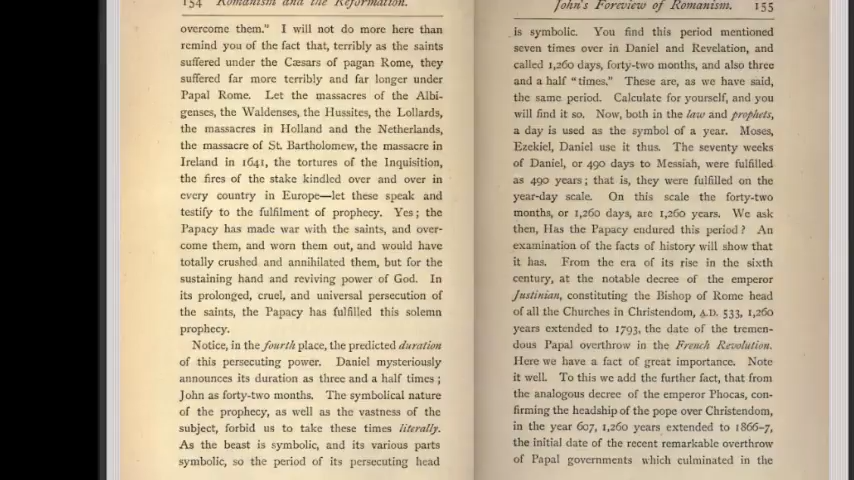 154 Romanism and the Reformation.
overcome them." I will not do more here than
remind you of the fact that, terribly as the saints
suffered under the Cæsars of pagan Rome, they
suffered far more terribly and far longer under
Papal Rome. Let the massacres of the Albi-
genses, the Waldenses, the Hussites, the Lollards,
the massacres in Holland and the Netherlands,
the massacre of St. Bartholomew, the massacre in
Ireland in 1641, the tortures of the Inquisition,
the fires of the stake kindled over and over in
every country in Europe—let these speak and
testify to the fulfilment of prophecy. Yes; the
Papacy has made war with the saints, and over-
come them, and worn them out, and would have
totally crushed and annihilated them, but for the
sustaining hand and reviving power of God. In
its prolonged, cruel, and universal persecution of
the saints, the Papacy has fulfilled this solemn
prophecy.
Notice, in the fourth place, the predicted duration
of this persecuting power. Daniel mysteriously
announces its duration as three and a half times;
John as forty-two months. The symbolical nature
of the prophecy, as well as the vastness of the
subject, forbid us to take these times literally.
As the beast is symbolic, and its various parts
symbolic, so the period of its persecuting head
John's Foreview of Romanism. 155
is symbolic. You find this period mentioned
seven times over in Daniel and Revelation, and
called 1,260 days, forty-two months, and also three
and a half "times." These are, as we have said,
the same period. Calculate for yourself, and you
will find it so. Now, both in the law and prophets,
a day is used as the symbol of a year. Moses,
Ezekiel, Daniel use it thus. The seventy weeks
of Daniel, or 490 days to Messiah, were fulfilled
as 490 years; that is, they were fulfilled on the
year-day scale. On this scale the forty-two
months, or 1,260 days, are 1,260 years. We ask
then, Has the Papacy endured this period? An
examination of the facts of history will show that
it has. From the era of its rise in the sixth
century, at the notable decree of the emperor
Justinian, constituting the Bishop of Rome head
of all the Churches in Christendom, A.D. 533, 1,260
years extended to 1793, the date of the tremen-
dous Papal overthrow in the French Revolution.
Here we have a fact of great importance. Note
it well. To this we add the further fact, that from
the analogous decree of the emperor Phocas, con-
firming the headship of the pope over Christendom,
in the year 607, 1,260 years extended to 1866-7,
the initial date of the recent remarkable overthrow
of Papal governments which culminated in the